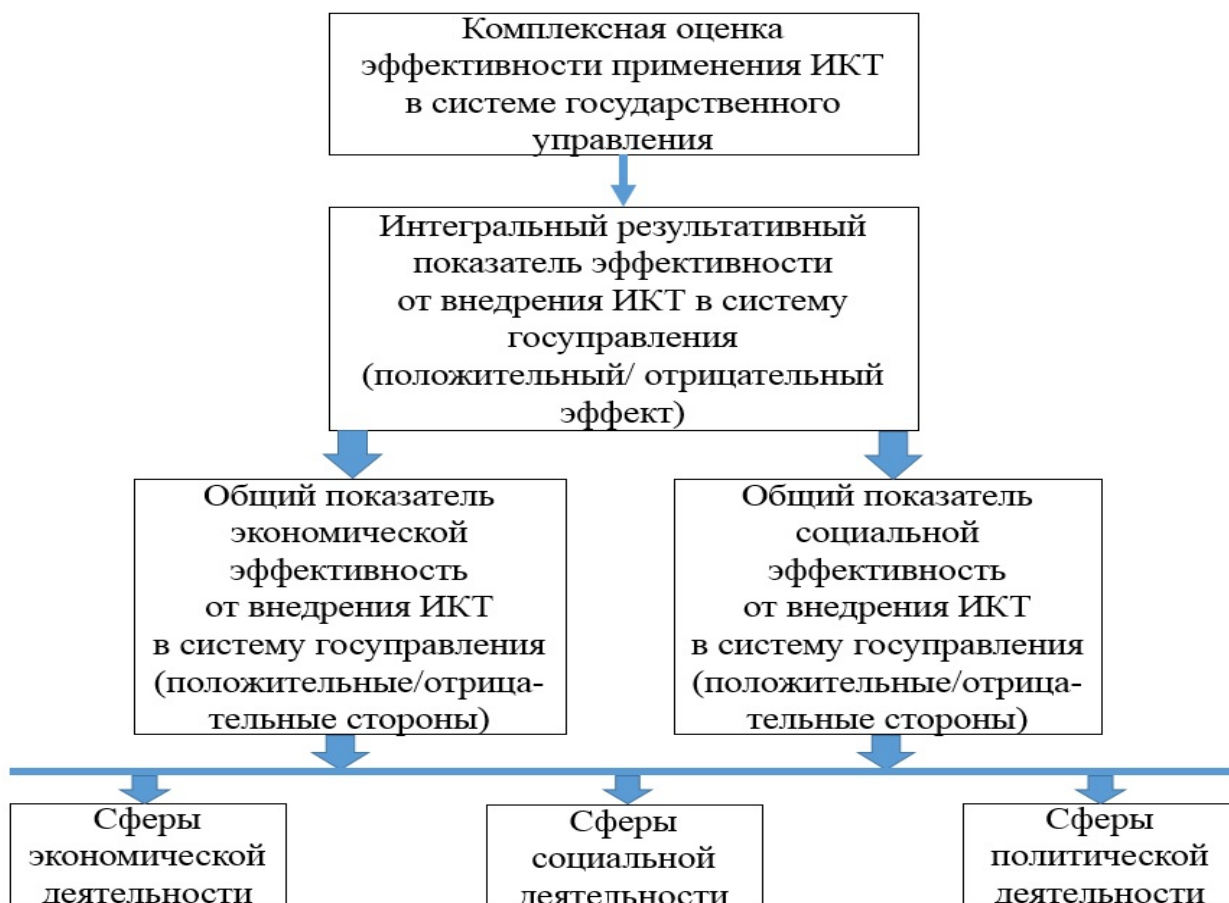 Комплексная оценка
эффективности применения ИКТ
в системе государственного
управления
Интегральный результативный
показатель эффективности
от внедрения ИКТ в систему
госуправления
(положительный/ отрицательный
эффект)
Общий показатель
экономической
эффективность
от внедрения ИКТ
в систему госуправления
(положительные/отрица-
тельные стороны)
Общий показатель
социальной
эффективность
от внедрения ИКТ
в систему госуправления
(положительные/отрица-
тельные стороны)
Сферы
экономической
деятельности
Сферы
социальной
деятельности
Сферы
политической
деятельности